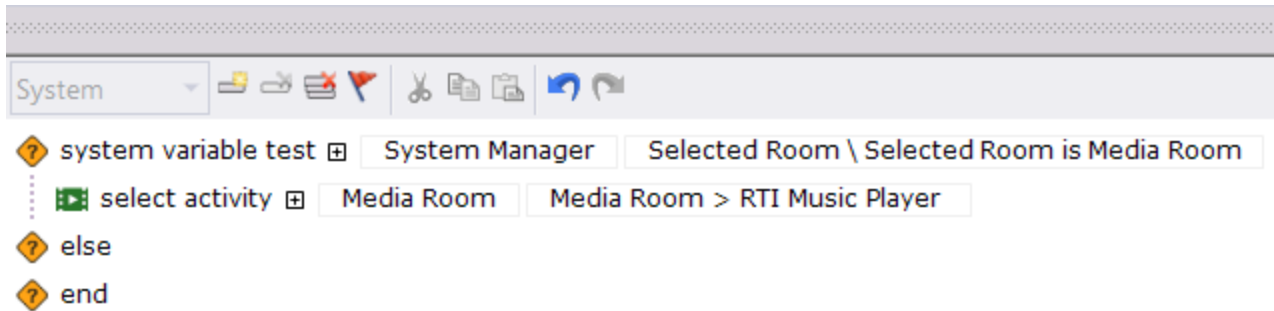 System
system variable test System Manager Selected Room \ Selected Room is Media Room
select activity Media Room Media Room > RTI Music Player
else
end